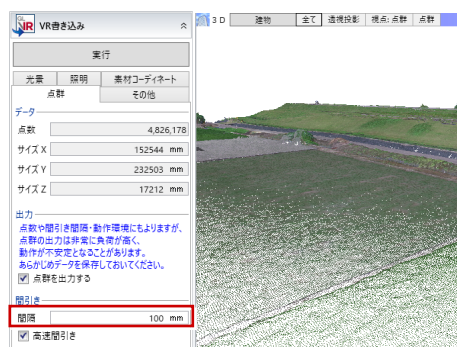 VR VR書き込み
実行
光景 照明 素材コーディネート
点群 その他
データ
点数 4,826,178
サイズ X 152544 mm
サイズ Y 232503 mm
サイズ Z 17212 mm
出力
点数や間引き間隔・動作環境にもよりますが、
点群の出力は非常に負荷が高く、
動作が不安定となることがあります。
あらかじめデータを保存しておいてください。
点群を出力する
間引き
間隔 100 mm
高速間引き
3D 建物 全て 透視投影 視点:点群 点群